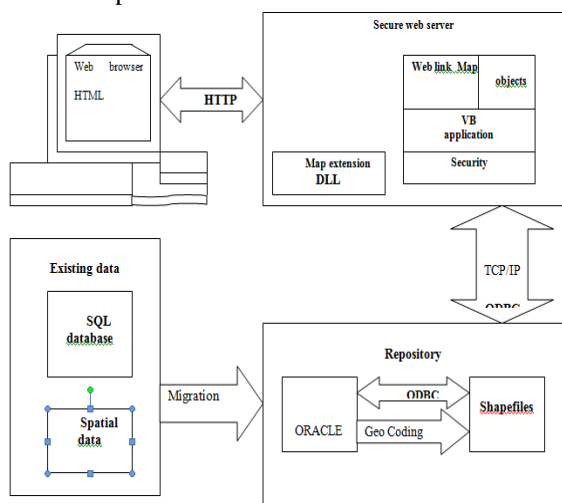 Secure web server
Web browser
HTML
HTTP
Web link Map
objects
VB
application
Security
Map extension
DLL
TCP/IP
ODBC
Existing data
SQL
database
Spatial
data
Migration
Repository
ORACLE
ODBC
Geo Coding
Shapefiles